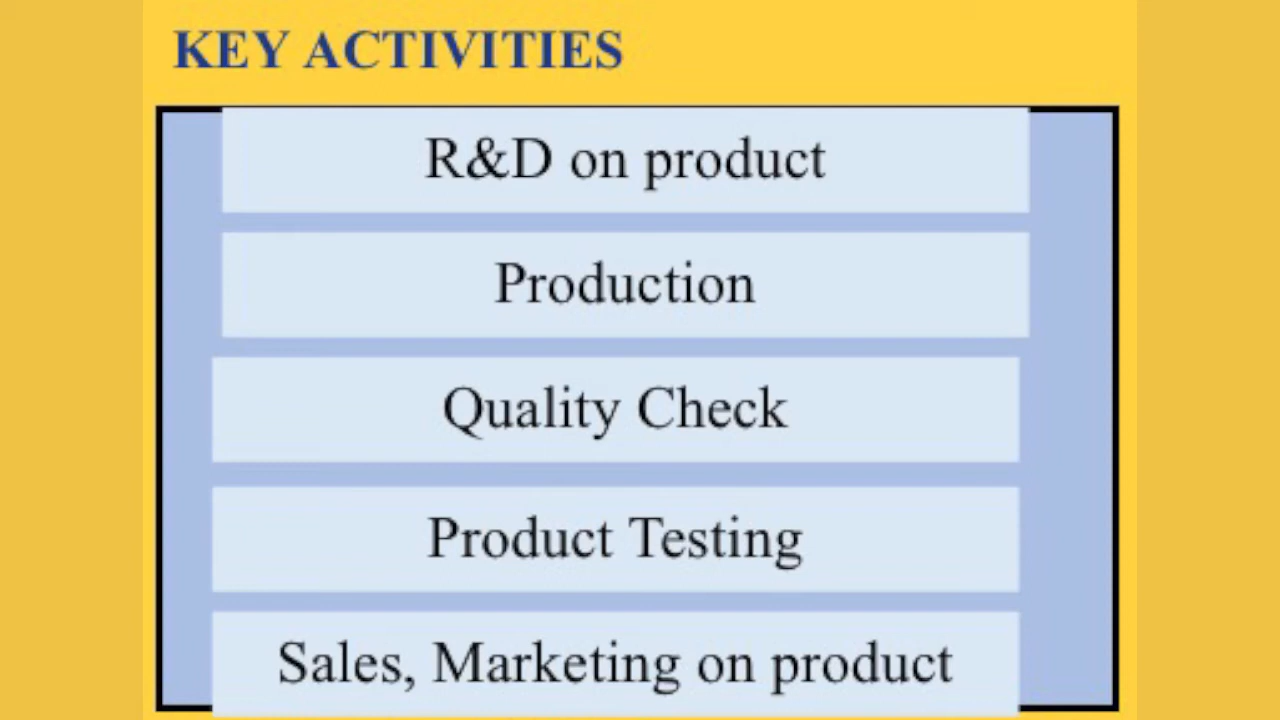 KEY ACTIVITIES
R&D on product
Production
Quality Check
Product Testing
Sales, Marketing on product